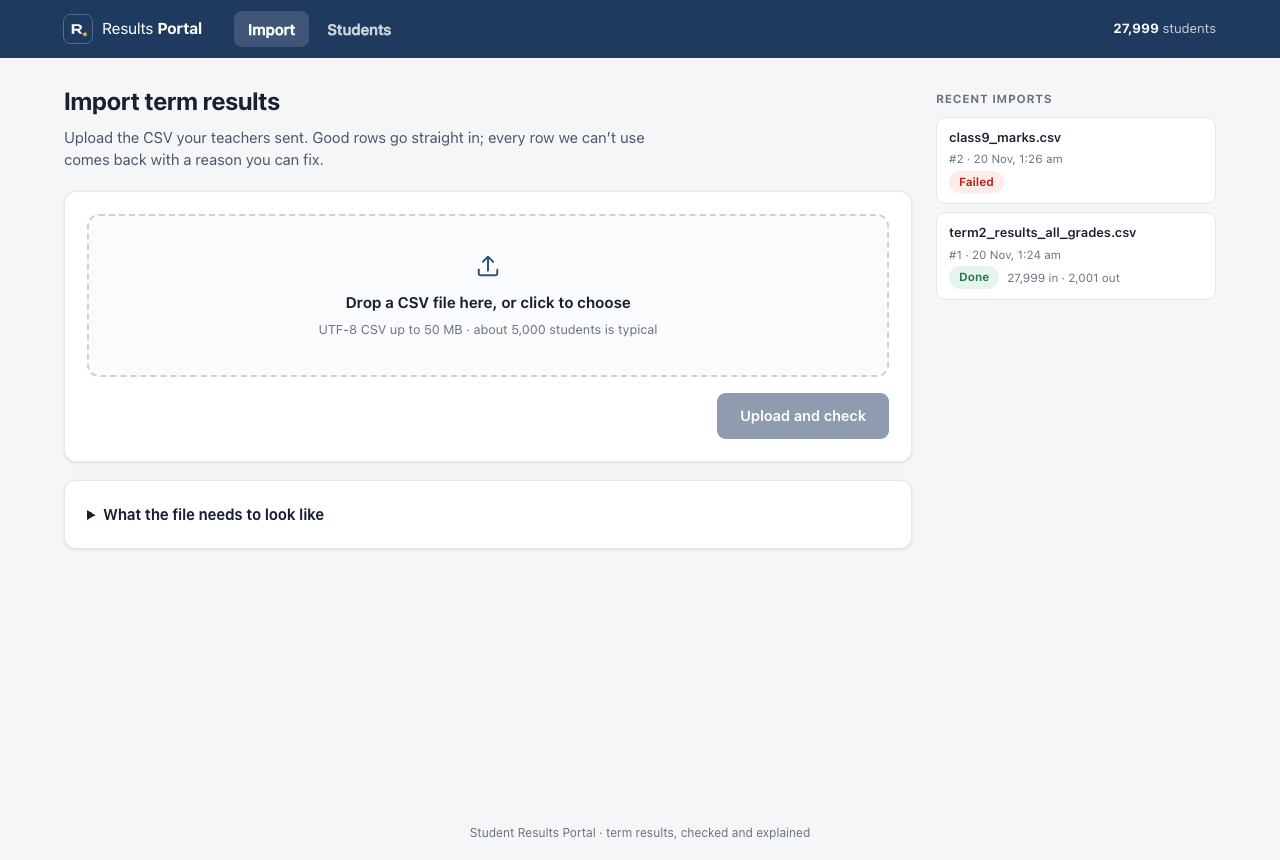 R.
Results Portal
Import
Students
27,999 students
Import term results
Upload the CSV your teachers sent. Good rows go straight in; every row we can’t use
comes back with a reason you can fix.
Drop a CSV file here, or click to choose
UTF-8 CSV up to 50 MB · about 5,000 students is typical
Upload and check
What the file needs to look like
RECENT IMPORTS
class9_marks.csv
#2 · 20 Nov, 1:26 am
Failed
term2_results_all_grades.csv
#1 · 20 Nov, 1:24 am
Done 27,999 in · 2,001 out
Student Results Portal · term results, checked and explained